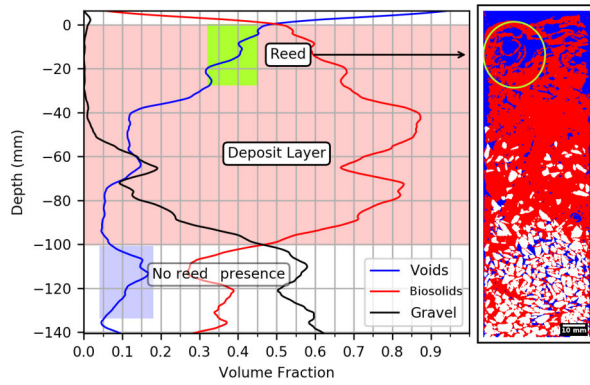 0
−20
−40
−60
−80
−100
−120
−140
Depth (mm)
0.0 0.1 0.2 0.3 0.4 0.5 0.6 0.7 0.8 0.9
Volume Fraction
Reed
Deposit Layer
No reed presence
Voids
Biosolids
Gravel
10 mm